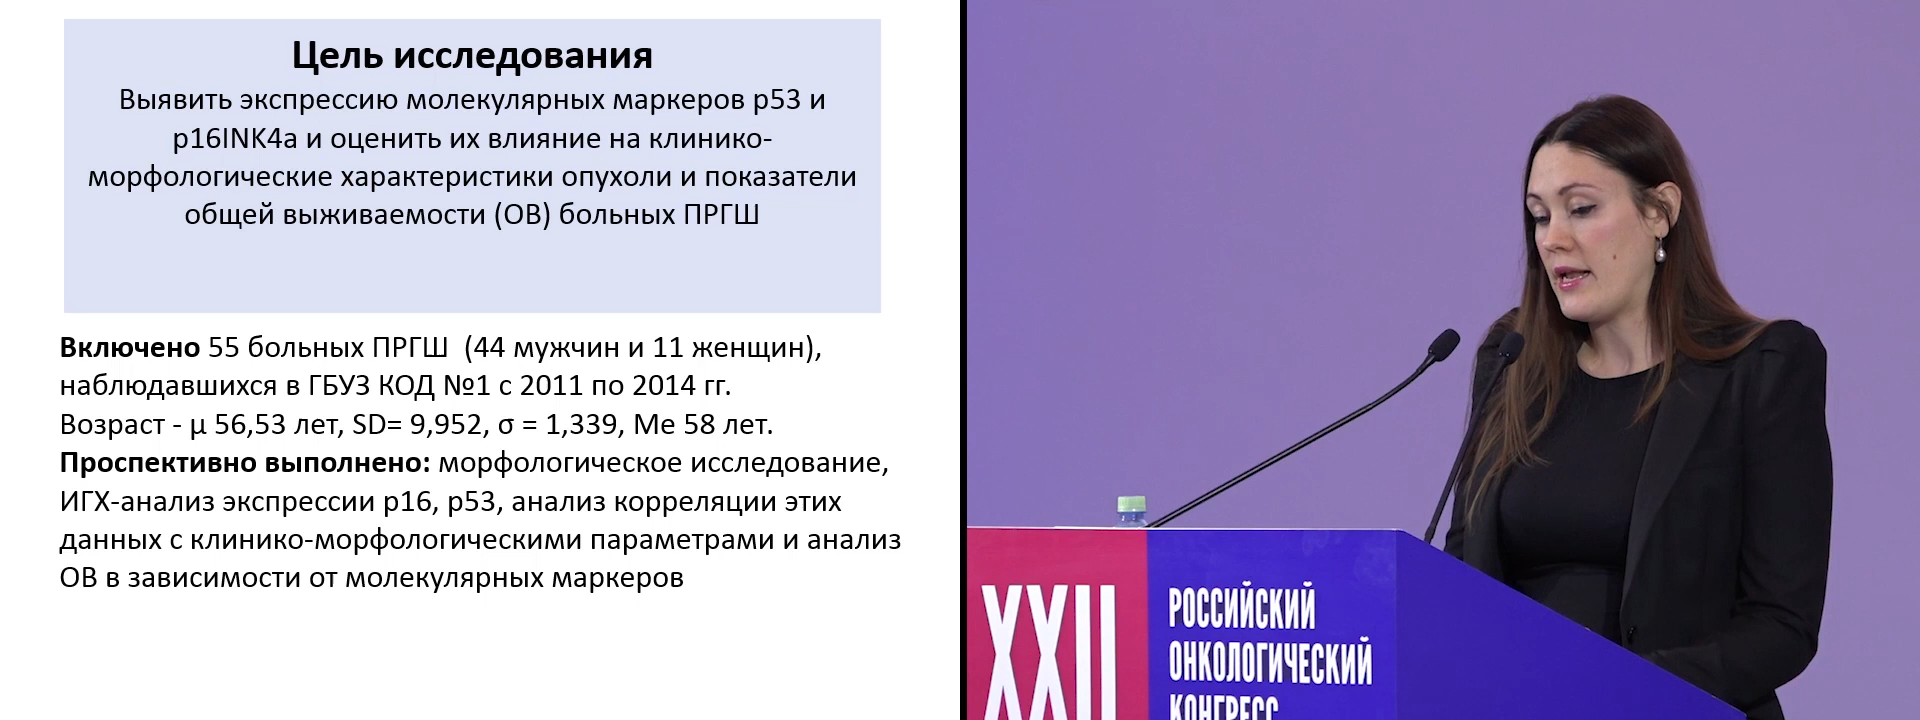 Цель исследования
Выявить экспрессию молекулярных маркеров p53 и
p16INK4a и оценить их влияние на клинико-
морфологические характеристики опухоли и показатели
общей выживаемости (ОВ) больных ПРГШ
Включено 55 больных ПРГШ (44 мужчин и 11 женщин),
наблюдавшихся в ГБУЗ КОД №1 с 2011 по 2014 гг.
Возраст - μ 56,53 лет, SD= 9,952, σ = 1,339, Ме 58 лет.
Проспективно выполнено: морфологическое исследование,
ИГХ-анализ экспрессии p16, p53, анализ корреляции этих
данных с клинико-морфологическими параметрами и анализ
ОВ в зависимости от молекулярных маркеров
XXII
РОССИЙСКИЙ
ОНКОЛОГИЧЕСКИЙ
КОНГРЕСС